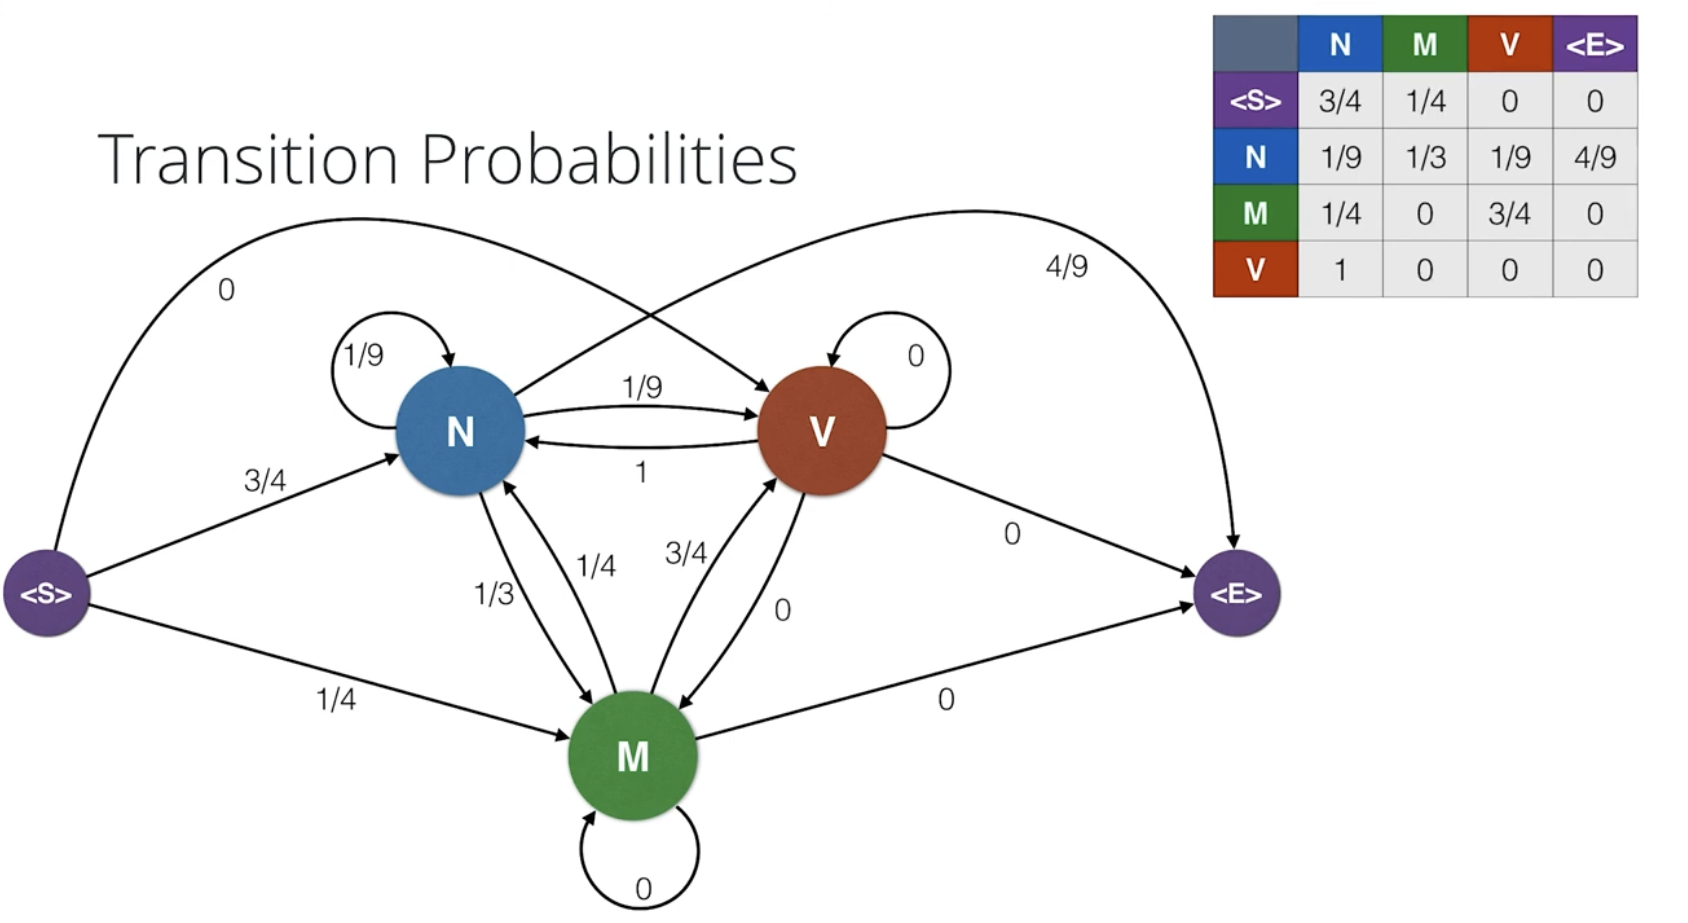 N M V <E>
<S> 3/4 1/4 0 0
N 1/9 1/3 1/9 4/9
M 1/4 0 3/4 0
V 1 0 0 0
Transition Probabilities
0
4/9
1/9
0
1/9
N
V
1
3/4
0
1/4
3/4
1/3
0
<S>
<E>
1/4
0
M
0